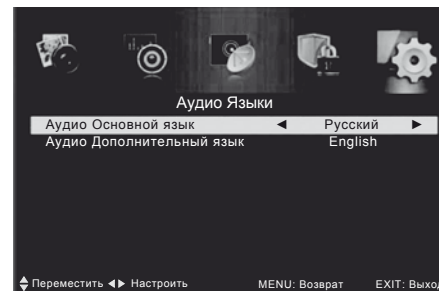 Аудио Языки
Аудио Основной язык ◄ Русский ►
Аудио Дополнительный язык English
Переместить ◄► Настроить MENU: Возврат EXIT: Выход